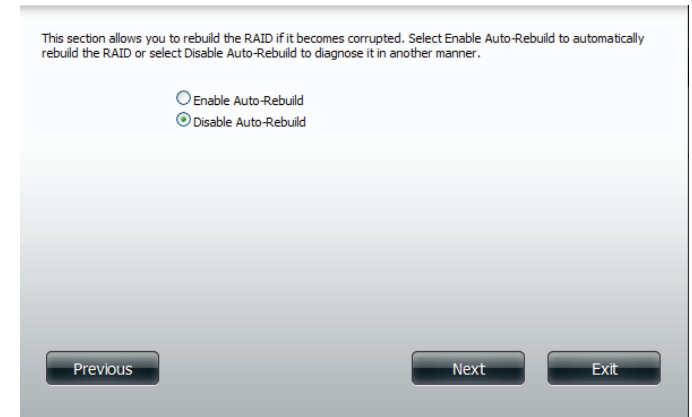 This section allows you to rebuild the RAID if it becomes corrupted. Select Enable Auto-Rebuild to automatically
rebuild the RAID or select Disable Auto-Rebuild to diagnose it in another manner.
Enable Auto-Rebuild
Disable Auto-Rebuild
Previous Next Exit